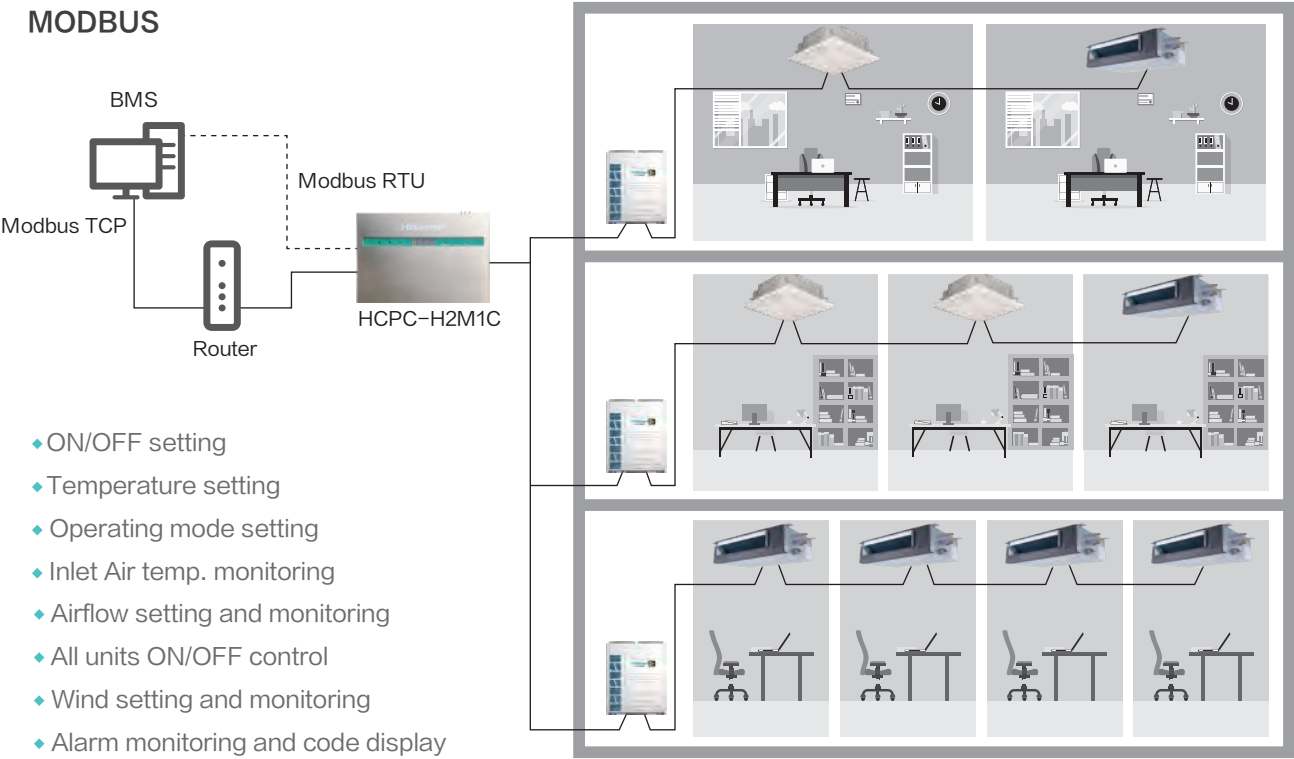 MODBUS
BMS
Modbus RTU
Modbus TCP
Hisense
HCPC-H2M1C
Router
ON/OFF setting
Temperature setting
Operating mode setting
Inlet Air temp. monitoring
Airflow setting and monitoring
All units ON/OFF control
Wind setting and monitoring
Alarm monitoring and code display